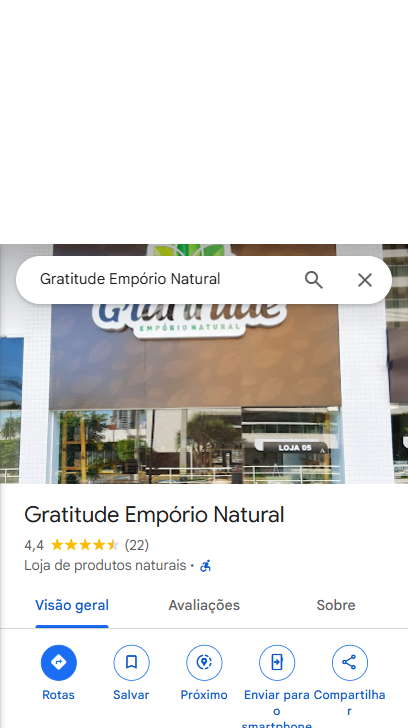 Gratitude Empório Natural
Gratitude
EMPÓRIO NATURAL
LOJA 05
Gratitude Empório Natural
4,4 (22)
Loja de produtos naturais ·
Visão geral Avaliações Sobre
Rotas Salvar Próximo Enviar para o smartphone Compartilhar